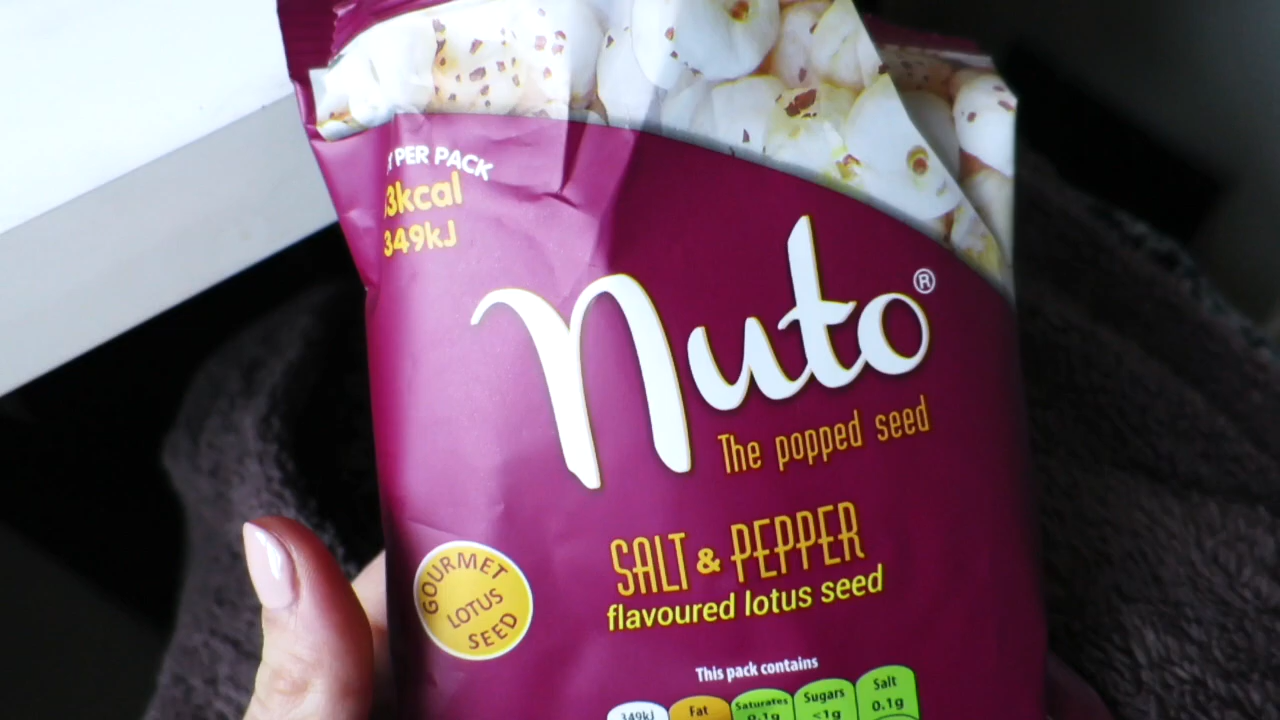 PER PACK
3kcal
349kJ
nuto®
The popped seed
SALT & PEPPER
flavoured lotus seed
GOURMET
LOTUS
SEED
This pack contains
349kJ Fat Saturates Sugars Salt
0.1g <1g 0.1g